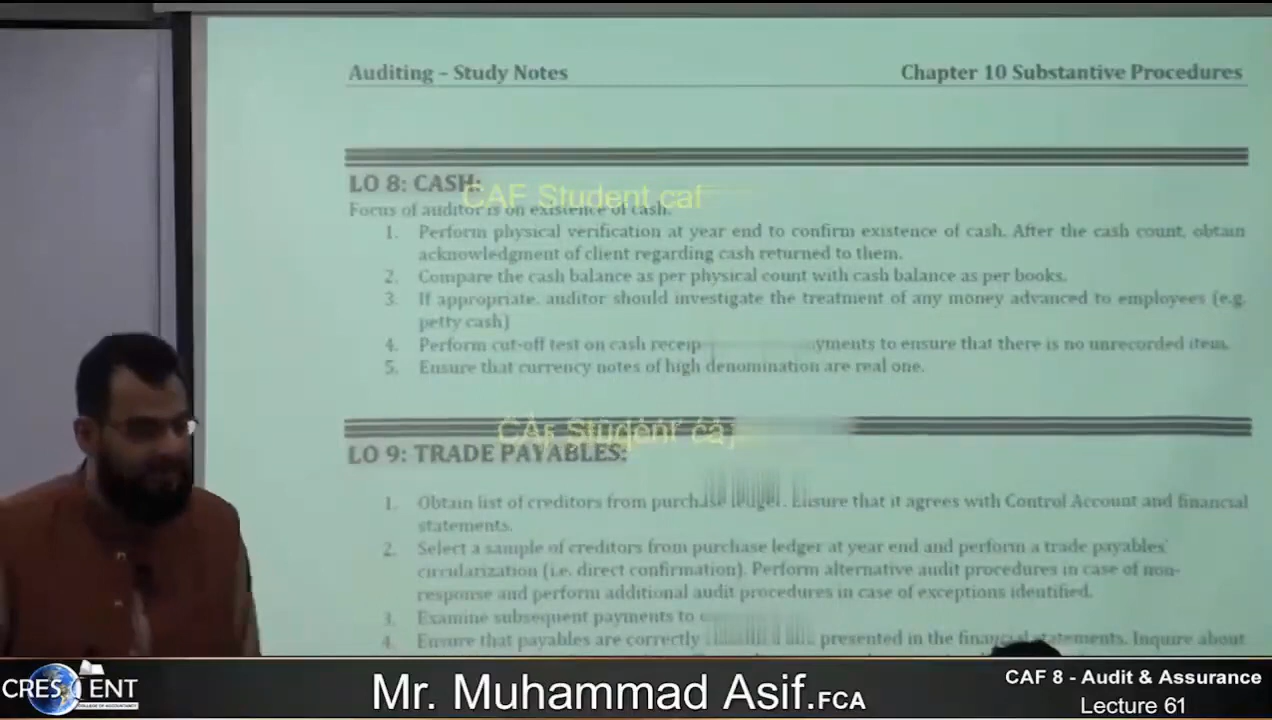 Auditing – Study Notes
Chapter 10 Substantive Procedures
LO 8: CASH:
CAF Student caf
Focus of auditor is on existence of cash.
1. Perform physical verification at year end to confirm existence of cash. After the cash count, obtain
acknowledgment of client regarding cash returned to them.
2. Compare the cash balance as per physical count with cash balance as per books.
3. If appropriate, auditor should investigate the treatment of any money advanced to employees (e.g.
petty cash)
4. Perform cut-off test on cash to ensure that there is no unrecorded item.
5. Ensure that currency notes of high denomination are real one.
LO 9: TRADE PAYABLES:
1. Obtain list of creditors from purchase ledger. Ensure that it agrees with Control Account and financial
statements.
2. Select a sample of creditors from purchase ledger at year end and perform a trade payables'
circularization (i.e. direct confirmation). Perform alternative audit procedures in case of non-
response and perform additional audit procedures in case of exceptions identified.
3. Examine subsequent payments to
4. Ensure that payables are correctly presented in the financial statements. Inquire about
CRESCENT
COLLEGE OF ACCOUNTANCY
Mr. Muhammad Asif.FCA
CAF 8 - Audit & Assurance
Lecture 61